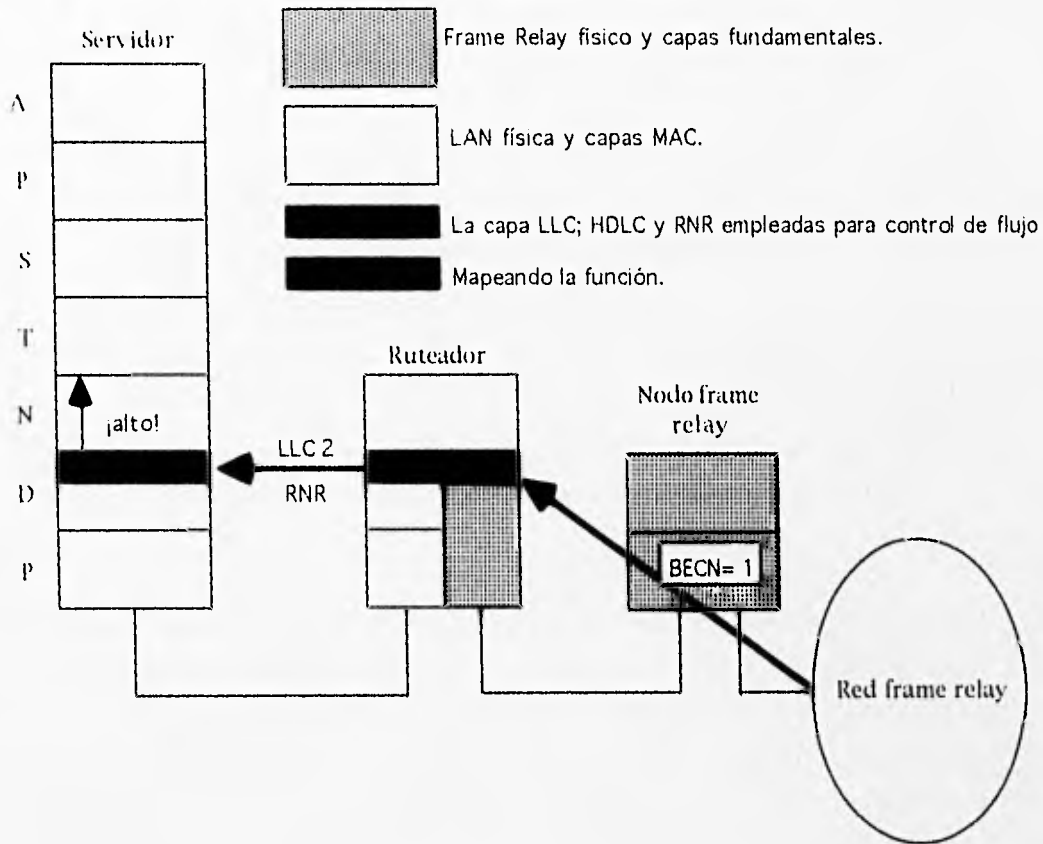 Servidor
Frame Relay físico y capas fundamentales.
LAN física y capas MAC.
La capa LLC; HDLC y RNR empleadas para control de flujo
Mapeando la función.
A
P
S
T
N
D
P
¡alto!
LLC 2
RNR
Ruteador
Nodo frame
relay
BECN= 1
Red frame relay